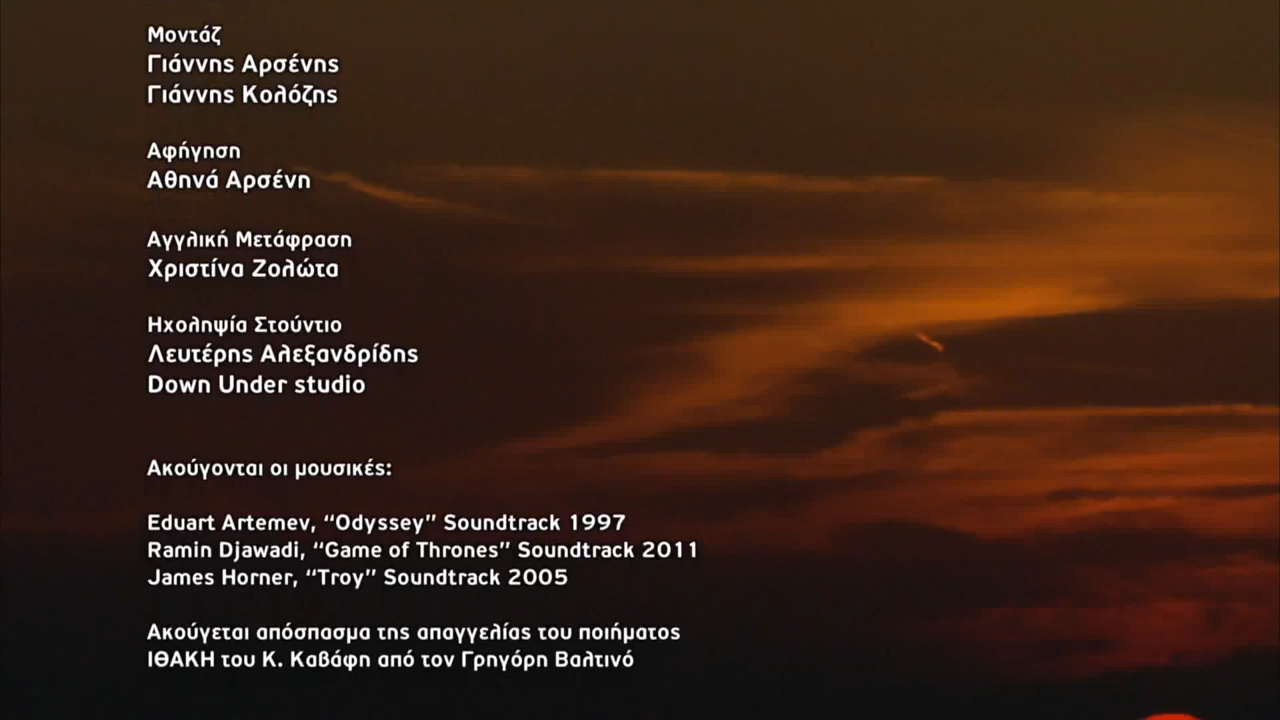 Μοντάζ
Γιάννης Αρσένης
Γιάννης Κολόζης
Αφήγηση
Αθηνά Αρσένη
Αγγλική Μετάφραση
Χριστίνα Ζολώτα
Ηχοληψία Στούντιο
Λευτέρης Αλεξανδρίδης
Down Under studio
Ακούγονται οι μουσικές:
Eduart Artemev, “Odyssey” Soundtrack 1997
Ramin Djawadi, “Game of Thrones” Soundtrack 2011
James Horner, “Troy” Soundtrack 2005
Ακούγεται απόσπασμα της απαγγελίας του ποιήματος
ΙΘΑΚΗ του Κ. Καβάφη από τον Γρηγόρη Βαλτινό